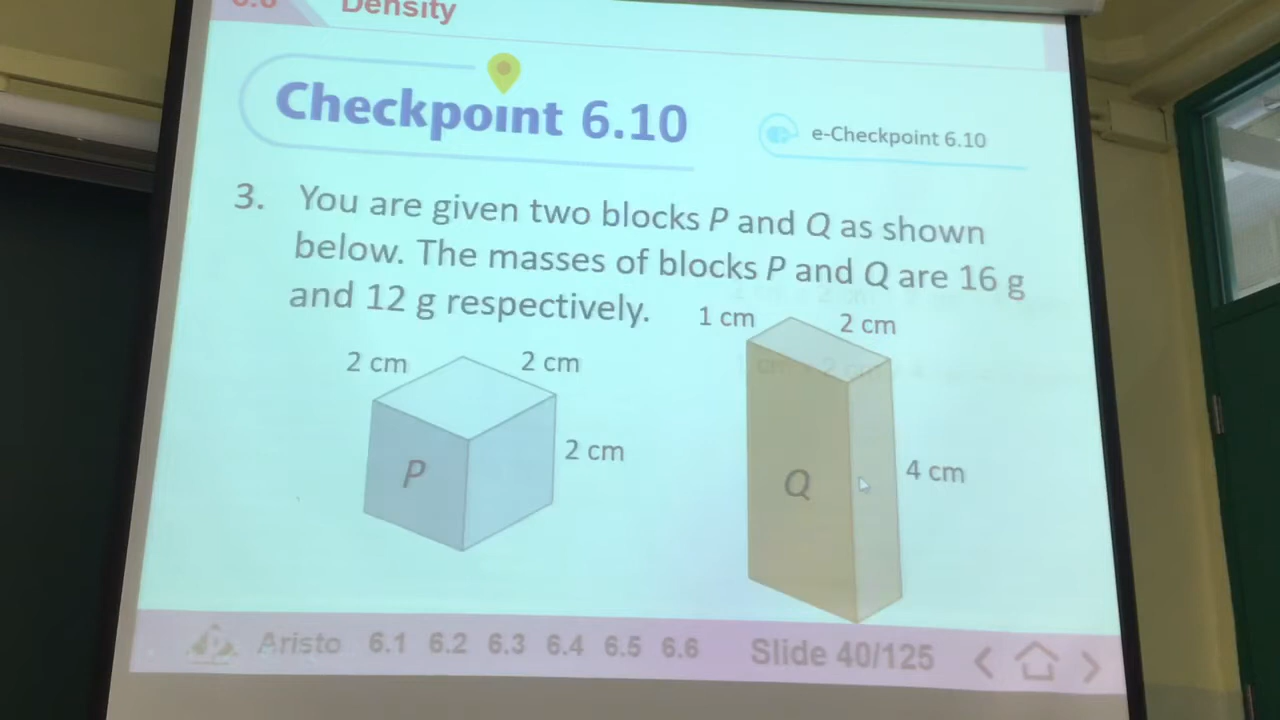 6.6 Density
Checkpoint 6.10
e-Checkpoint 6.10
3. You are given two blocks P and Q as shown
below. The masses of blocks P and Q are 16 g
and 12 g respectively.
1 cm 2 cm
2 cm 2 cm
2 cm
P
4 cm
Q
Aristo 6.1 6.2 6.3 6.4 6.5 6.6 Slide 40/125